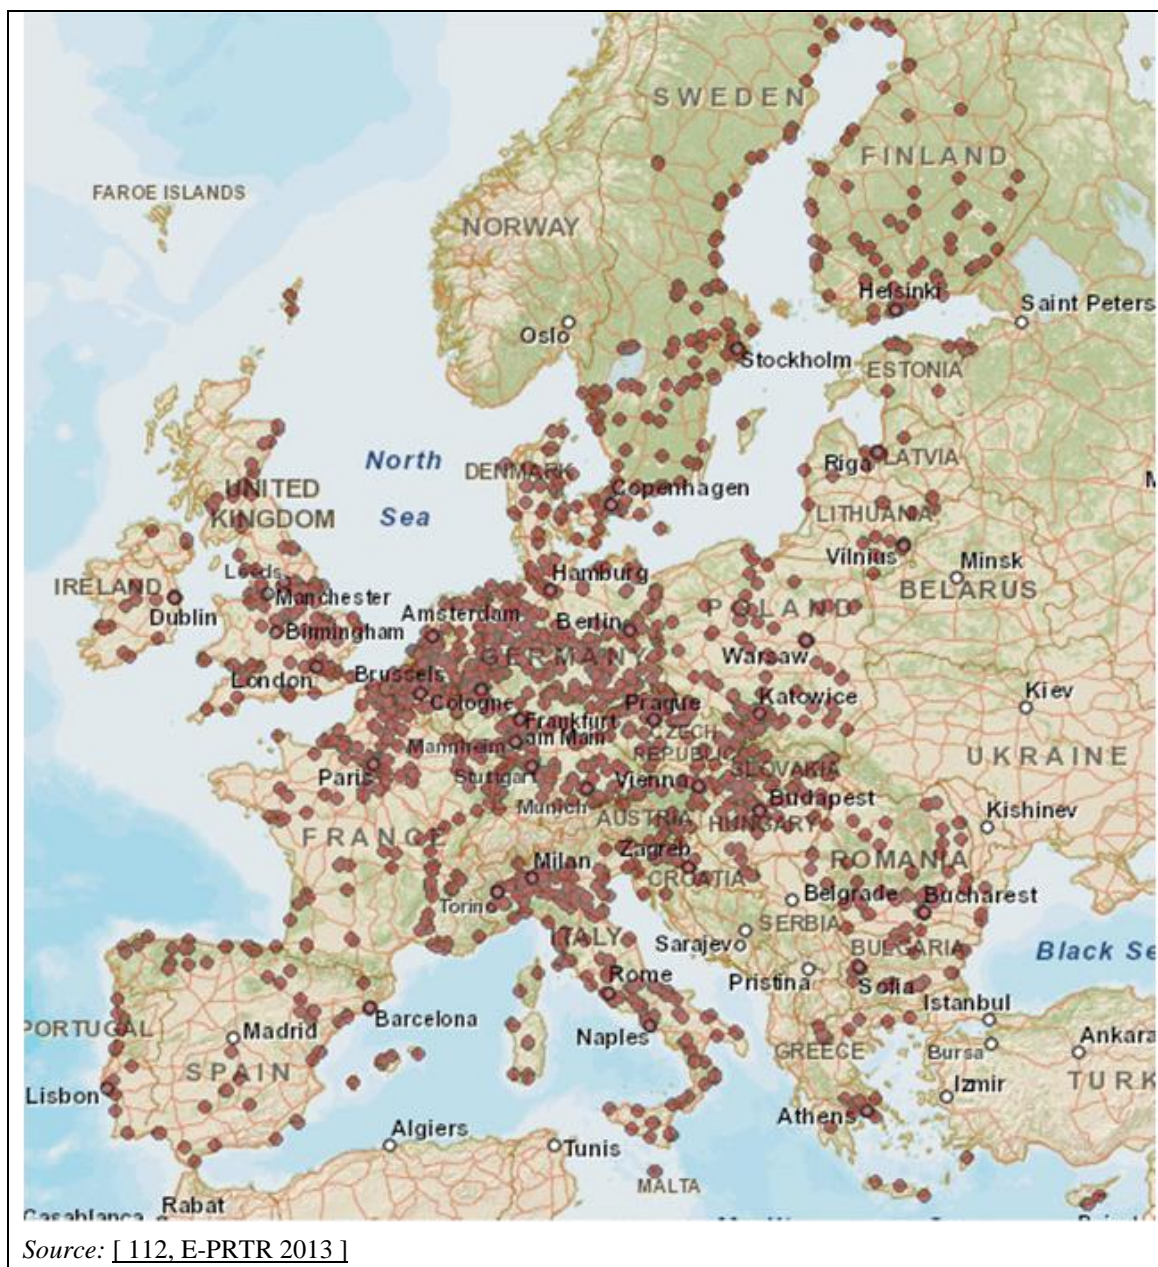 SWEDEN
FINLAND
FAROE ISLANDS
NORWAY
Helsinki
Saint Peters
Oslo
Stockholm
ESTONIA
North
Sea
DENMARK
Riga
LATVIA
UNITED
KINGDOM
Copenhagen
LITHUANIA
Vilnius
Minsk
BELARUS
IRELAND
Leeds
Manchester
Dublin
Birmingham
Hamburg
Amsterdam
Berlin
POLAND
Warsaw
GERMANY
London
Brussels
Cologne
Prague
Katowice
Kiev
Frankfurt
am Main
Mannheim
CZECH
REPUBLIC
UKRAINE
Paris
Stuttgart
Vienna
SLOVAKIA
Munich
Budapest
AUSTRIA
HUNGARY
Kishinev
FRANCE
Milan
Zagreb
CROATIA
ROMANIA
Torino
Belgrade
Bucharest
SERBIA
ITALY
Sarajevo
BULGARIA
Black Se
Rome
Pristina
Sofia
Istanbul
PORTUGAL
Madrid
Barcelona
Naples
GREECE
Bursa
Ankara
SPAIN
Izmir
TURK
Lisbon
Athens
Algiers
Tunis
MALTA
Rabat
Casablanca
Source: [ 112, E-PRTR 2013 ]